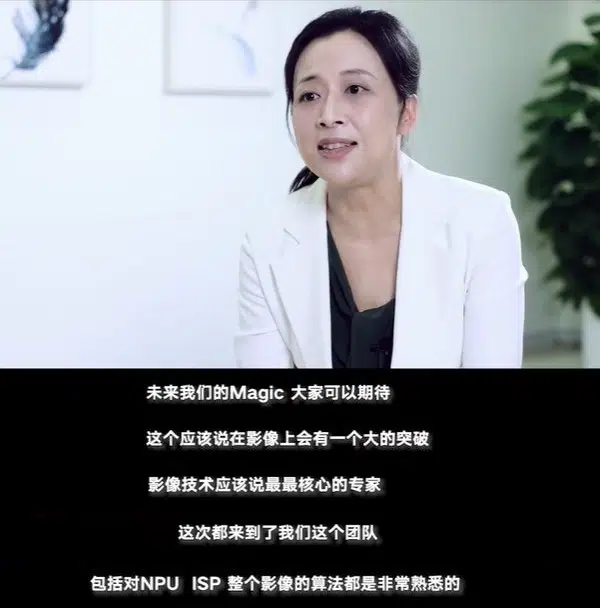 未来我们的Magic 大家可以期待
这个应该说在影像上会有一个大的突破
影像技术应该说最最核心的专家
这次都来到了我们这个团队
包括对NPU ISP 整个影像的算法都是非常熟悉的